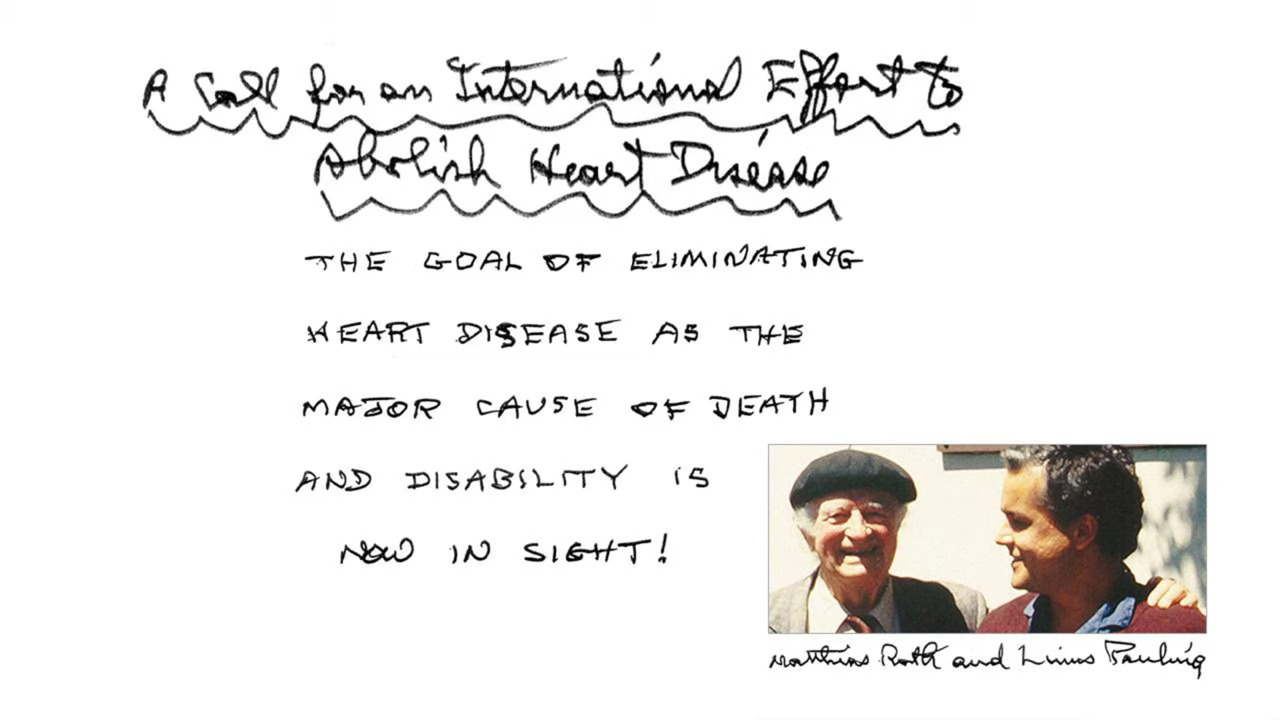 A Call for an International Effort to
Abolish Heart Disease
THE GOAL OF ELIMINATING
HEART DISEASE AS THE
MAJOR CAUSE OF DEATH
AND DISABILITY IS
NOW IN SIGHT!
Matthias Rath and Linus Pauling